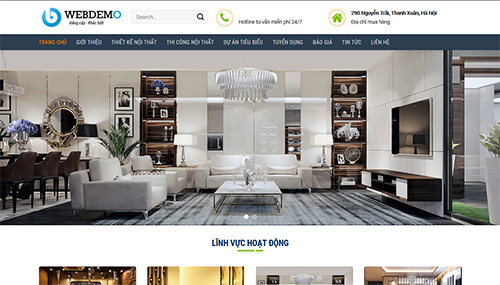 WEBDEMO
Đẳng cấp - Khác biệt
Search...
Hotline tư vấn miễn phí 24/7
290 Nguyễn Trãi, Thanh Xuân, Hà Nội
Địa chỉ mua hàng
TRANG CHỦ GIỚI THIỆU THIẾT KẾ NỘI THẤT THI CÔNG NỘI THẤT DỰ ÁN TIÊU BIỂU TUYỂN DỤNG BÁO GIÁ TIN TỨC LIÊN HỆ
LĨNH VỰC HOẠT ĐỘNG